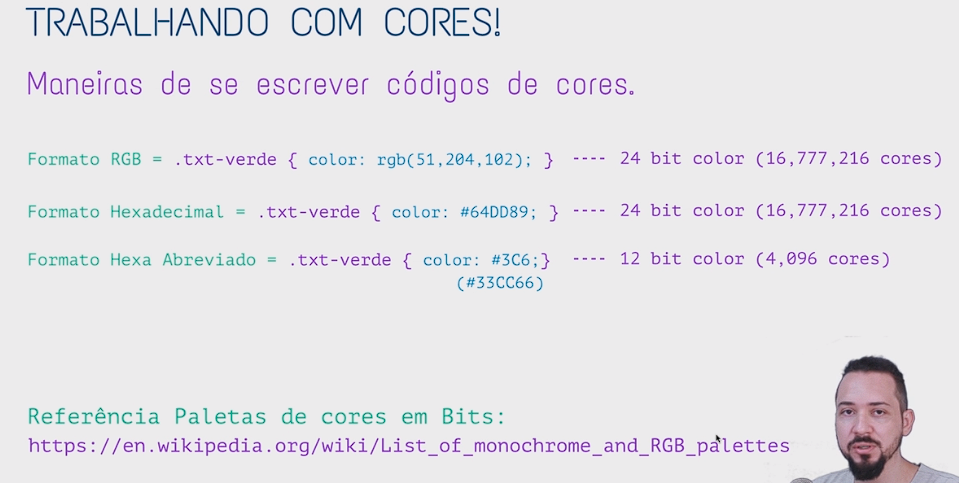 TRABALHANDO COM CORES!
Maneiras de se escrever códigos de cores.
Formato RGB = .txt-verde { color: rgb(51,204,102); } ---- 24 bit color (16,777,216 cores)
Formato Hexadecimal = .txt-verde { color: #64DD89; } ---- 24 bit color (16,777,216 cores)
Formato Hexa Abreviado = .txt-verde { color: #3C6;} ---- 12 bit color (4,096 cores)
(#33CC66)
Referência Paletas de cores em Bits:
https://en.wikipedia.org/wiki/List_of_monochrome_and_RGB_palettes